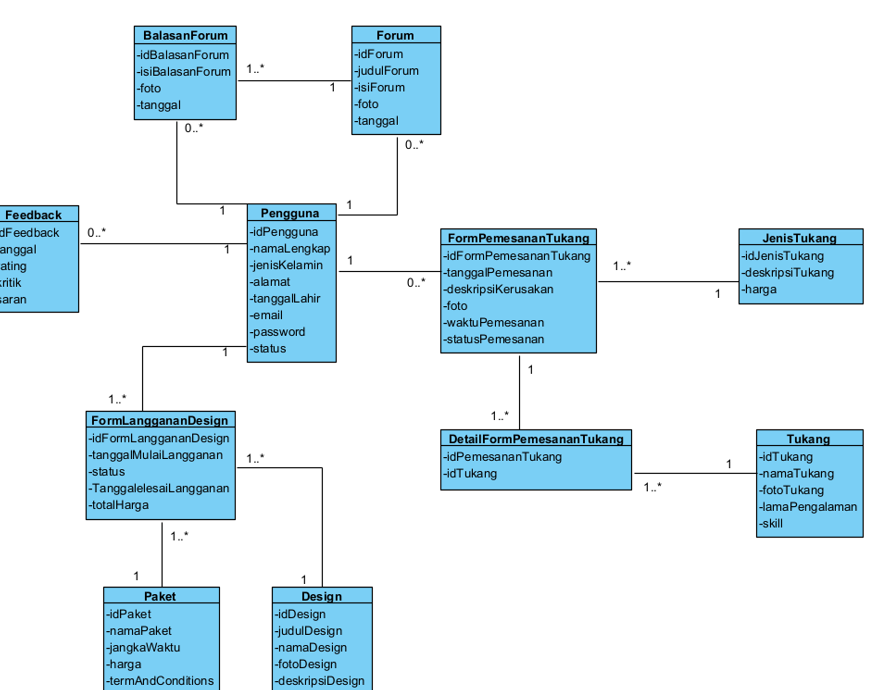 BalasanForum
-idBalasanForum
-isiBalasanForum
-foto
-tanggal
1..*
1
0..*
Forum
-idForum
-judulForum
-isiForum
-foto
-tanggal
0..*
Feedback
dFeedback
anggal
ating
kritik
saran
0..*
1
1
1
Pengguna
-idPengguna
-namaLengkap
-jenisKelamin
-alamat
-tanggalLahir
-email
-password
-status
1
0..*
1
1..*
FormPemesananTukang
-idFormPemesananTukang
-tanggalPemesanan
-deskripsiKerusakan
-foto
-waktuPemesanan
-statusPemesanan
1..*
1
JenisTukang
-idJenisTukang
-deskripsiTukang
-harga
1
1..*
FormLanggananDesign
-idFormLanggananDesign
-tanggalMulaiLangganan
-status
-TanggalelesaiLangganan
-totalHarga
1..*
1..*
1
1
DetailFormPemesananTukang
-idPemesananTukang
-idTukang
1..*
1
Tukang
-idTukang
-namaTukang
-fotoTukang
-lamaPengalaman
-skill
Paket
-idPaket
-namaPaket
-jangkaWaktu
-harga
-termAndConditions
Design
-idDesign
-judulDesign
-namaDesign
-fotoDesign
-deskripsiDesign